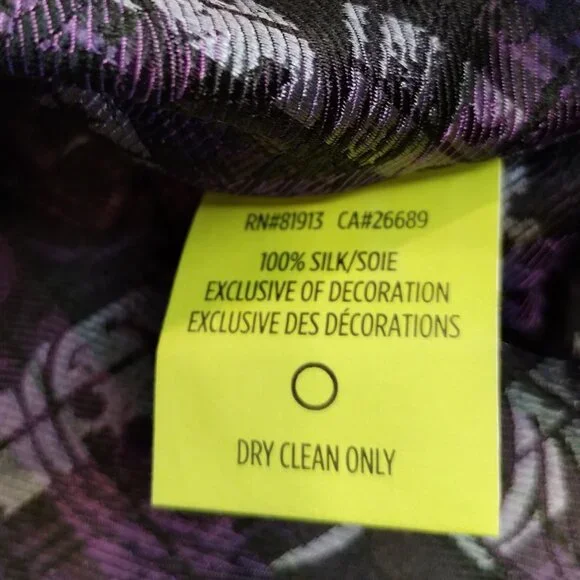 RN#81913 CA#26689
100% SILK/SOIE
EXCLUSIVE OF DECORATION
EXCLUSIVE DES DÉCORATIONS
DRY CLEAN ONLY